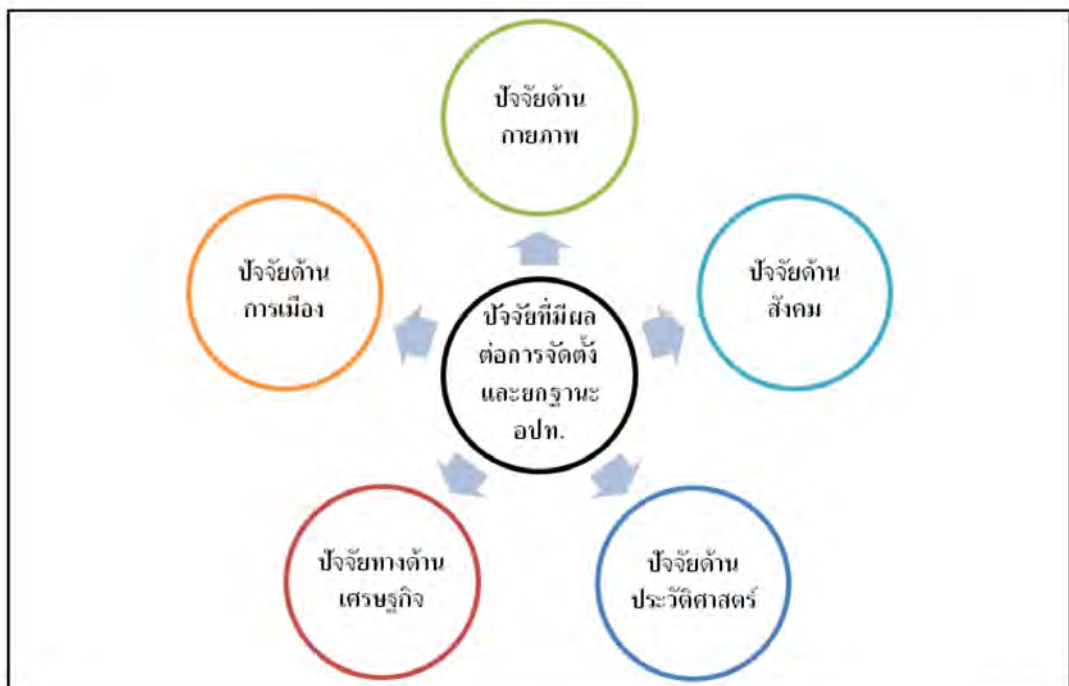 ปัจจัยด้าน
กายภาพ
ปัจจัยด้าน
การเมือง
ปัจจัยด้าน
สังคม
ปัจจัยที่มีผล
ต่อการจัดตั้ง
และยกฐานะ
อปท.
ปัจจัยทางด้าน
เศรษฐกิจ
ปัจจัยด้าน
ประวัติศาสตร์